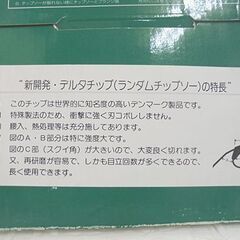 "新開発・デルタチップ(ランダムチップソー)の特長"
このチップは世界的に知名度の高いデンマーク製品です。
特殊製法のため、衝撃に強く刃コボレしません。
腰入、熱処理等は充分施してあります。
図のA・B部分は特に強度大です。
図のC部(スクイ角)が大きいので、大変良く切れます。
又、再研磨が容易で、しかも目立回数が多くできるので、
長く使用できます。